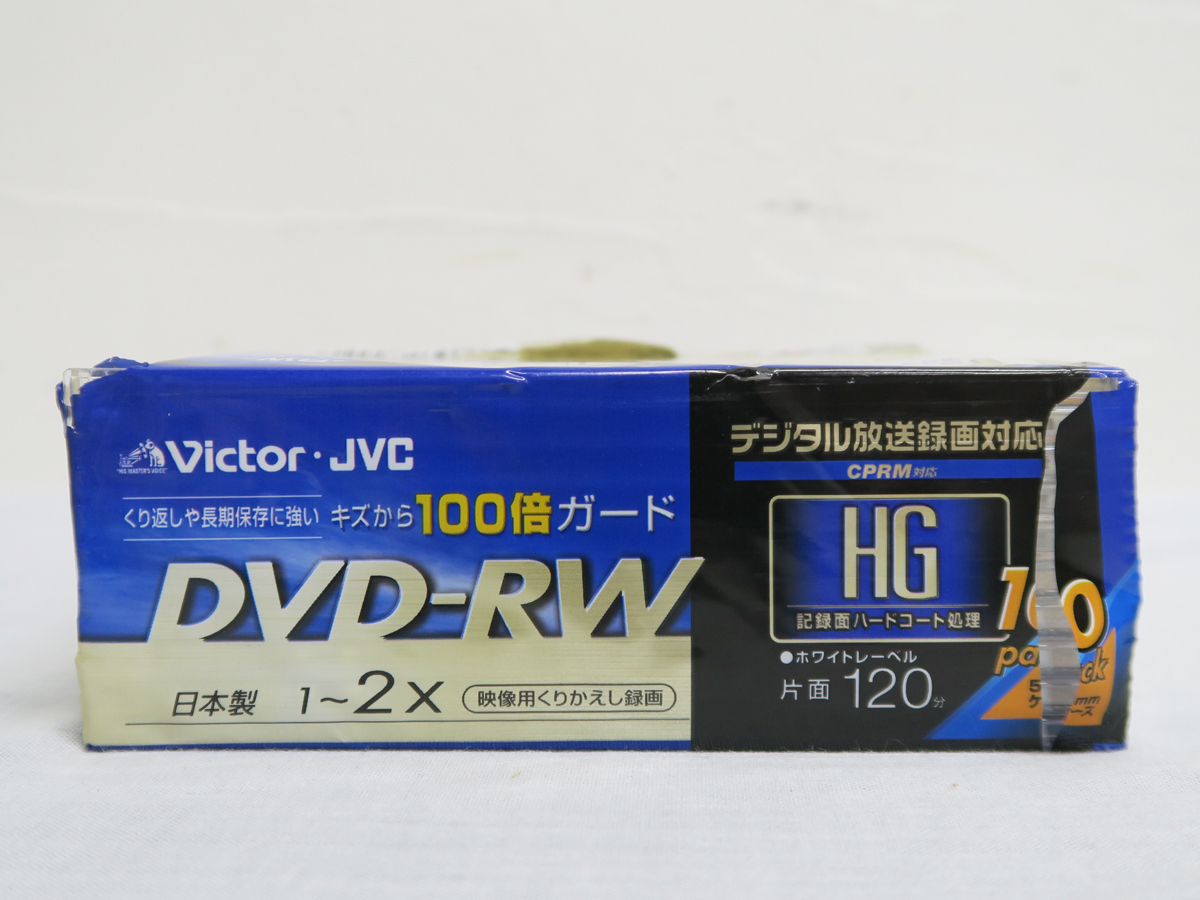 Victor・JVC
"HIS MASTER'S VOICE"
くり返しや長期保存に強い
キズから100倍ガード
DVD-RW
日本製 1～2X 映像用くりかえし録画
デジタル放送録画対応
CPRM対応
HG
記録面ハードコート処理
●ホワイトレーベル
片面 120分